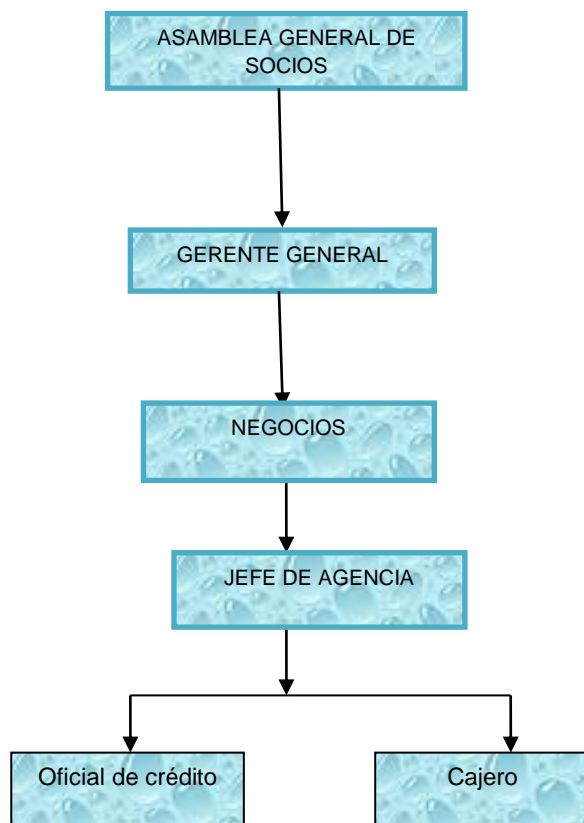 ASAMBLEA GENERAL DE
SOCIOS
GERENTE GENERAL
NEGOCIOS
JEFE DE AGENCIA
Oficial de crédito
Cajero